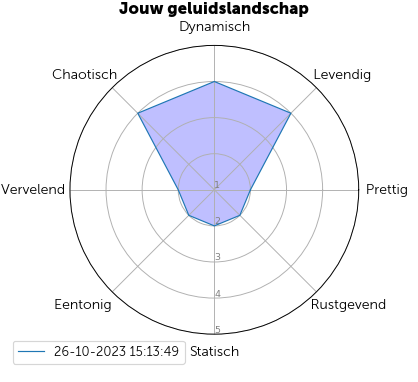 Jouw geluidslandschap
Dynamisch
Chaotisch
Levendig
Vervelend
1
Prettig
2
3
Eentonig
4
Rustgevend
5
26-10-2023 15:13:49
Statisch